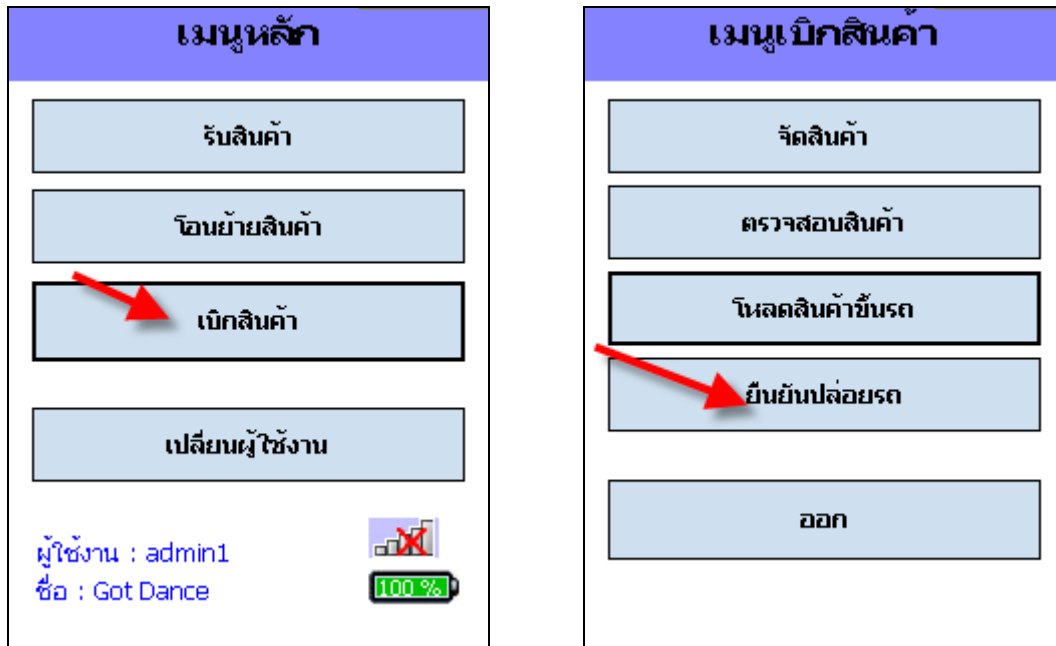 เมนูหลัก
รับสินค้า
โอนย้ายสินค้า
เบิกสินค้า
เปลี่ยนผู้ใช้งาน
ผู้ใช้งาน : admin1
ชื่อ : Got Dance
100 %
เมนูเบิกสินค้า
จัดสินค้า
ตรวจสอบสินค้า
โหลดสินค้าขึ้นรถ
ยืนยันปล่อยรถ
ออก